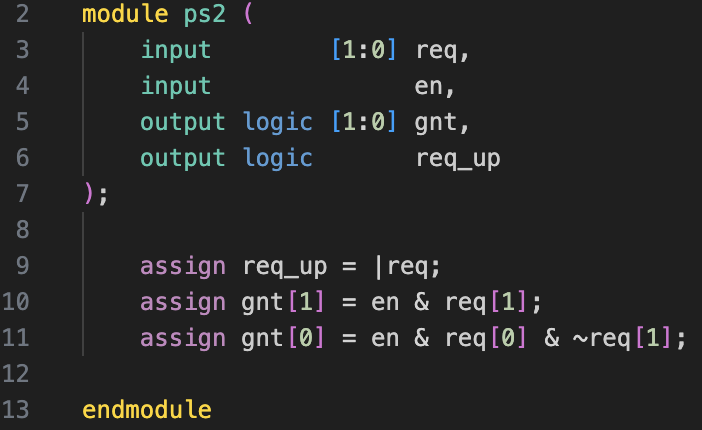 2 module ps2 (
3     input       [1:0] req,
4     input             en,
5     output logic [1:0] gnt,
6     output logic      req_up
7 );
8
9     assign req_up = |req;
10     assign gnt[1] = en & req[1];
11     assign gnt[0] = en & req[0] & ~req[1];
12
13 endmodule